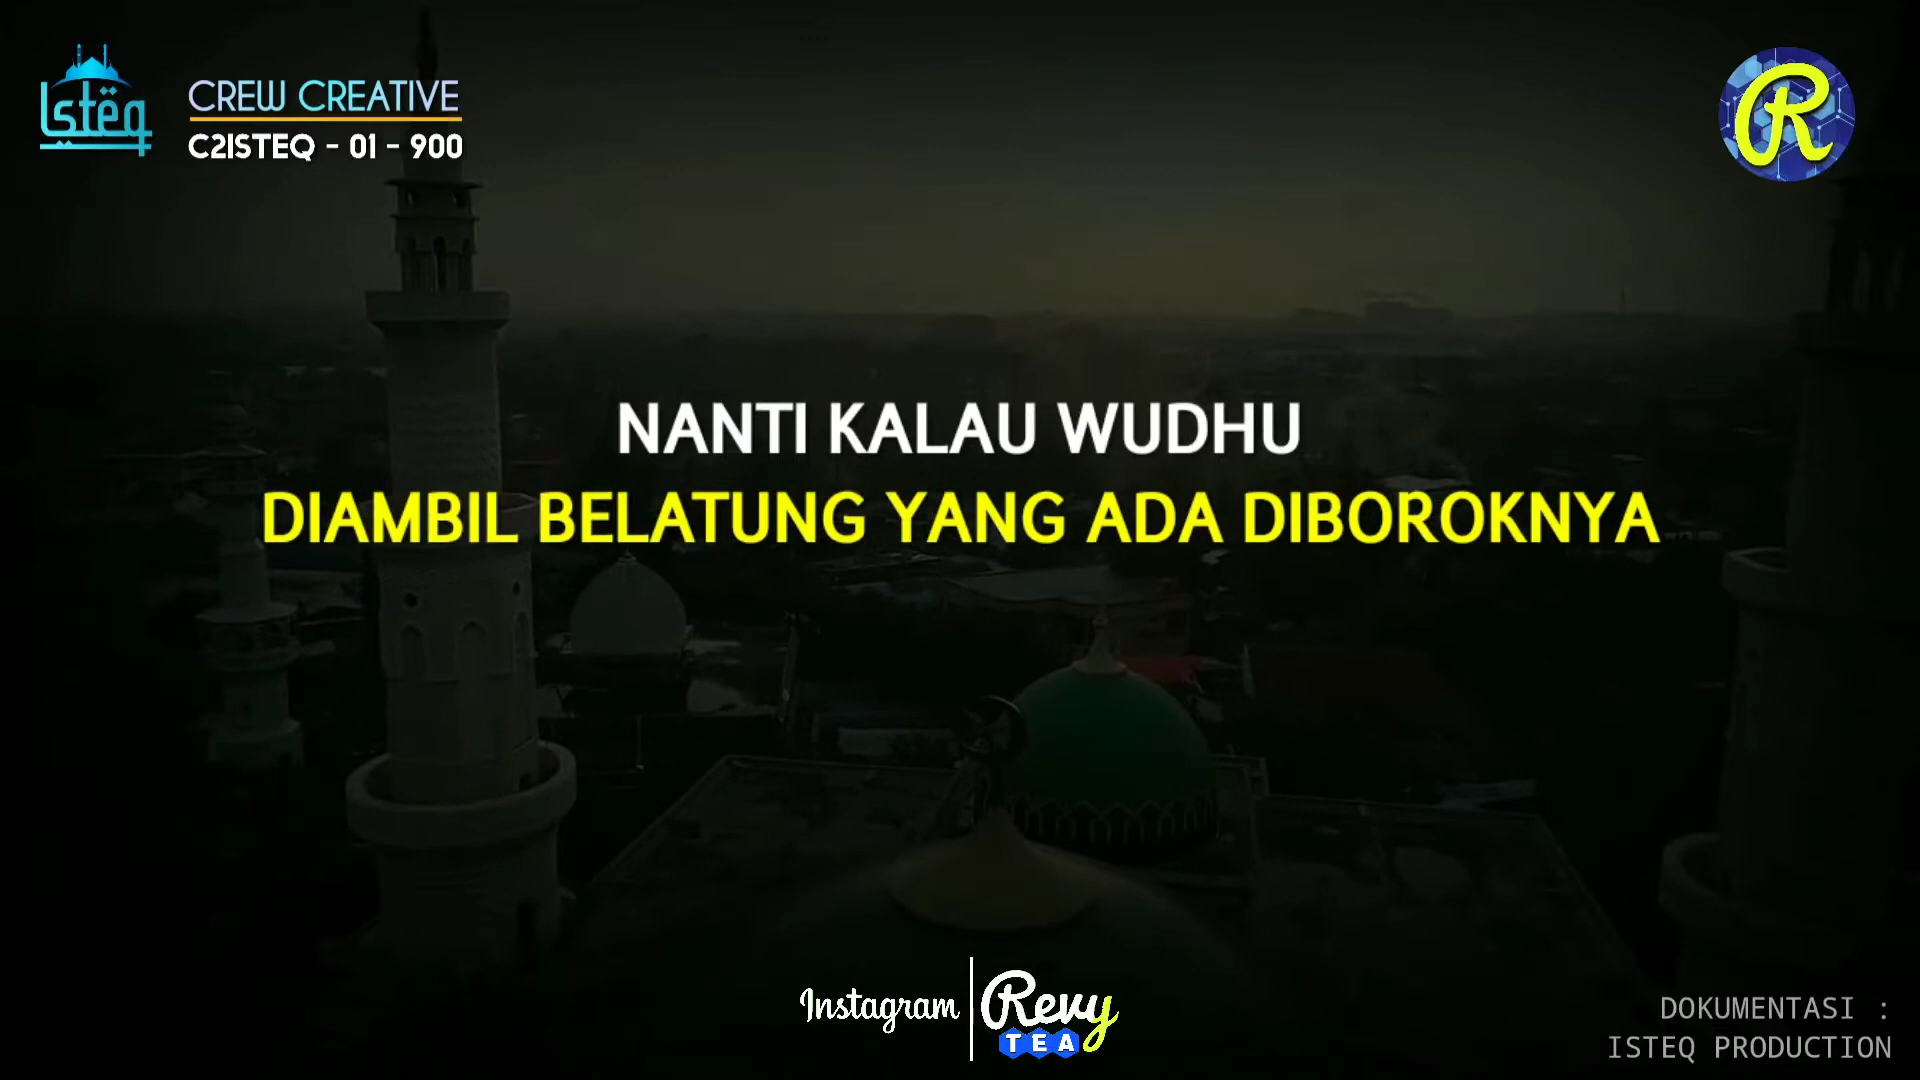 Isteq
CREW CREATIVE
C2ISTEQ - 01 - 900
R
NANTI KALAU WUDHU
DIAMBIL BELATUNG YANG ADA DIBOROKNYA
Instagram
Revy
TEA
DOKUMENTASI :
ISTEQ PRODUCTION